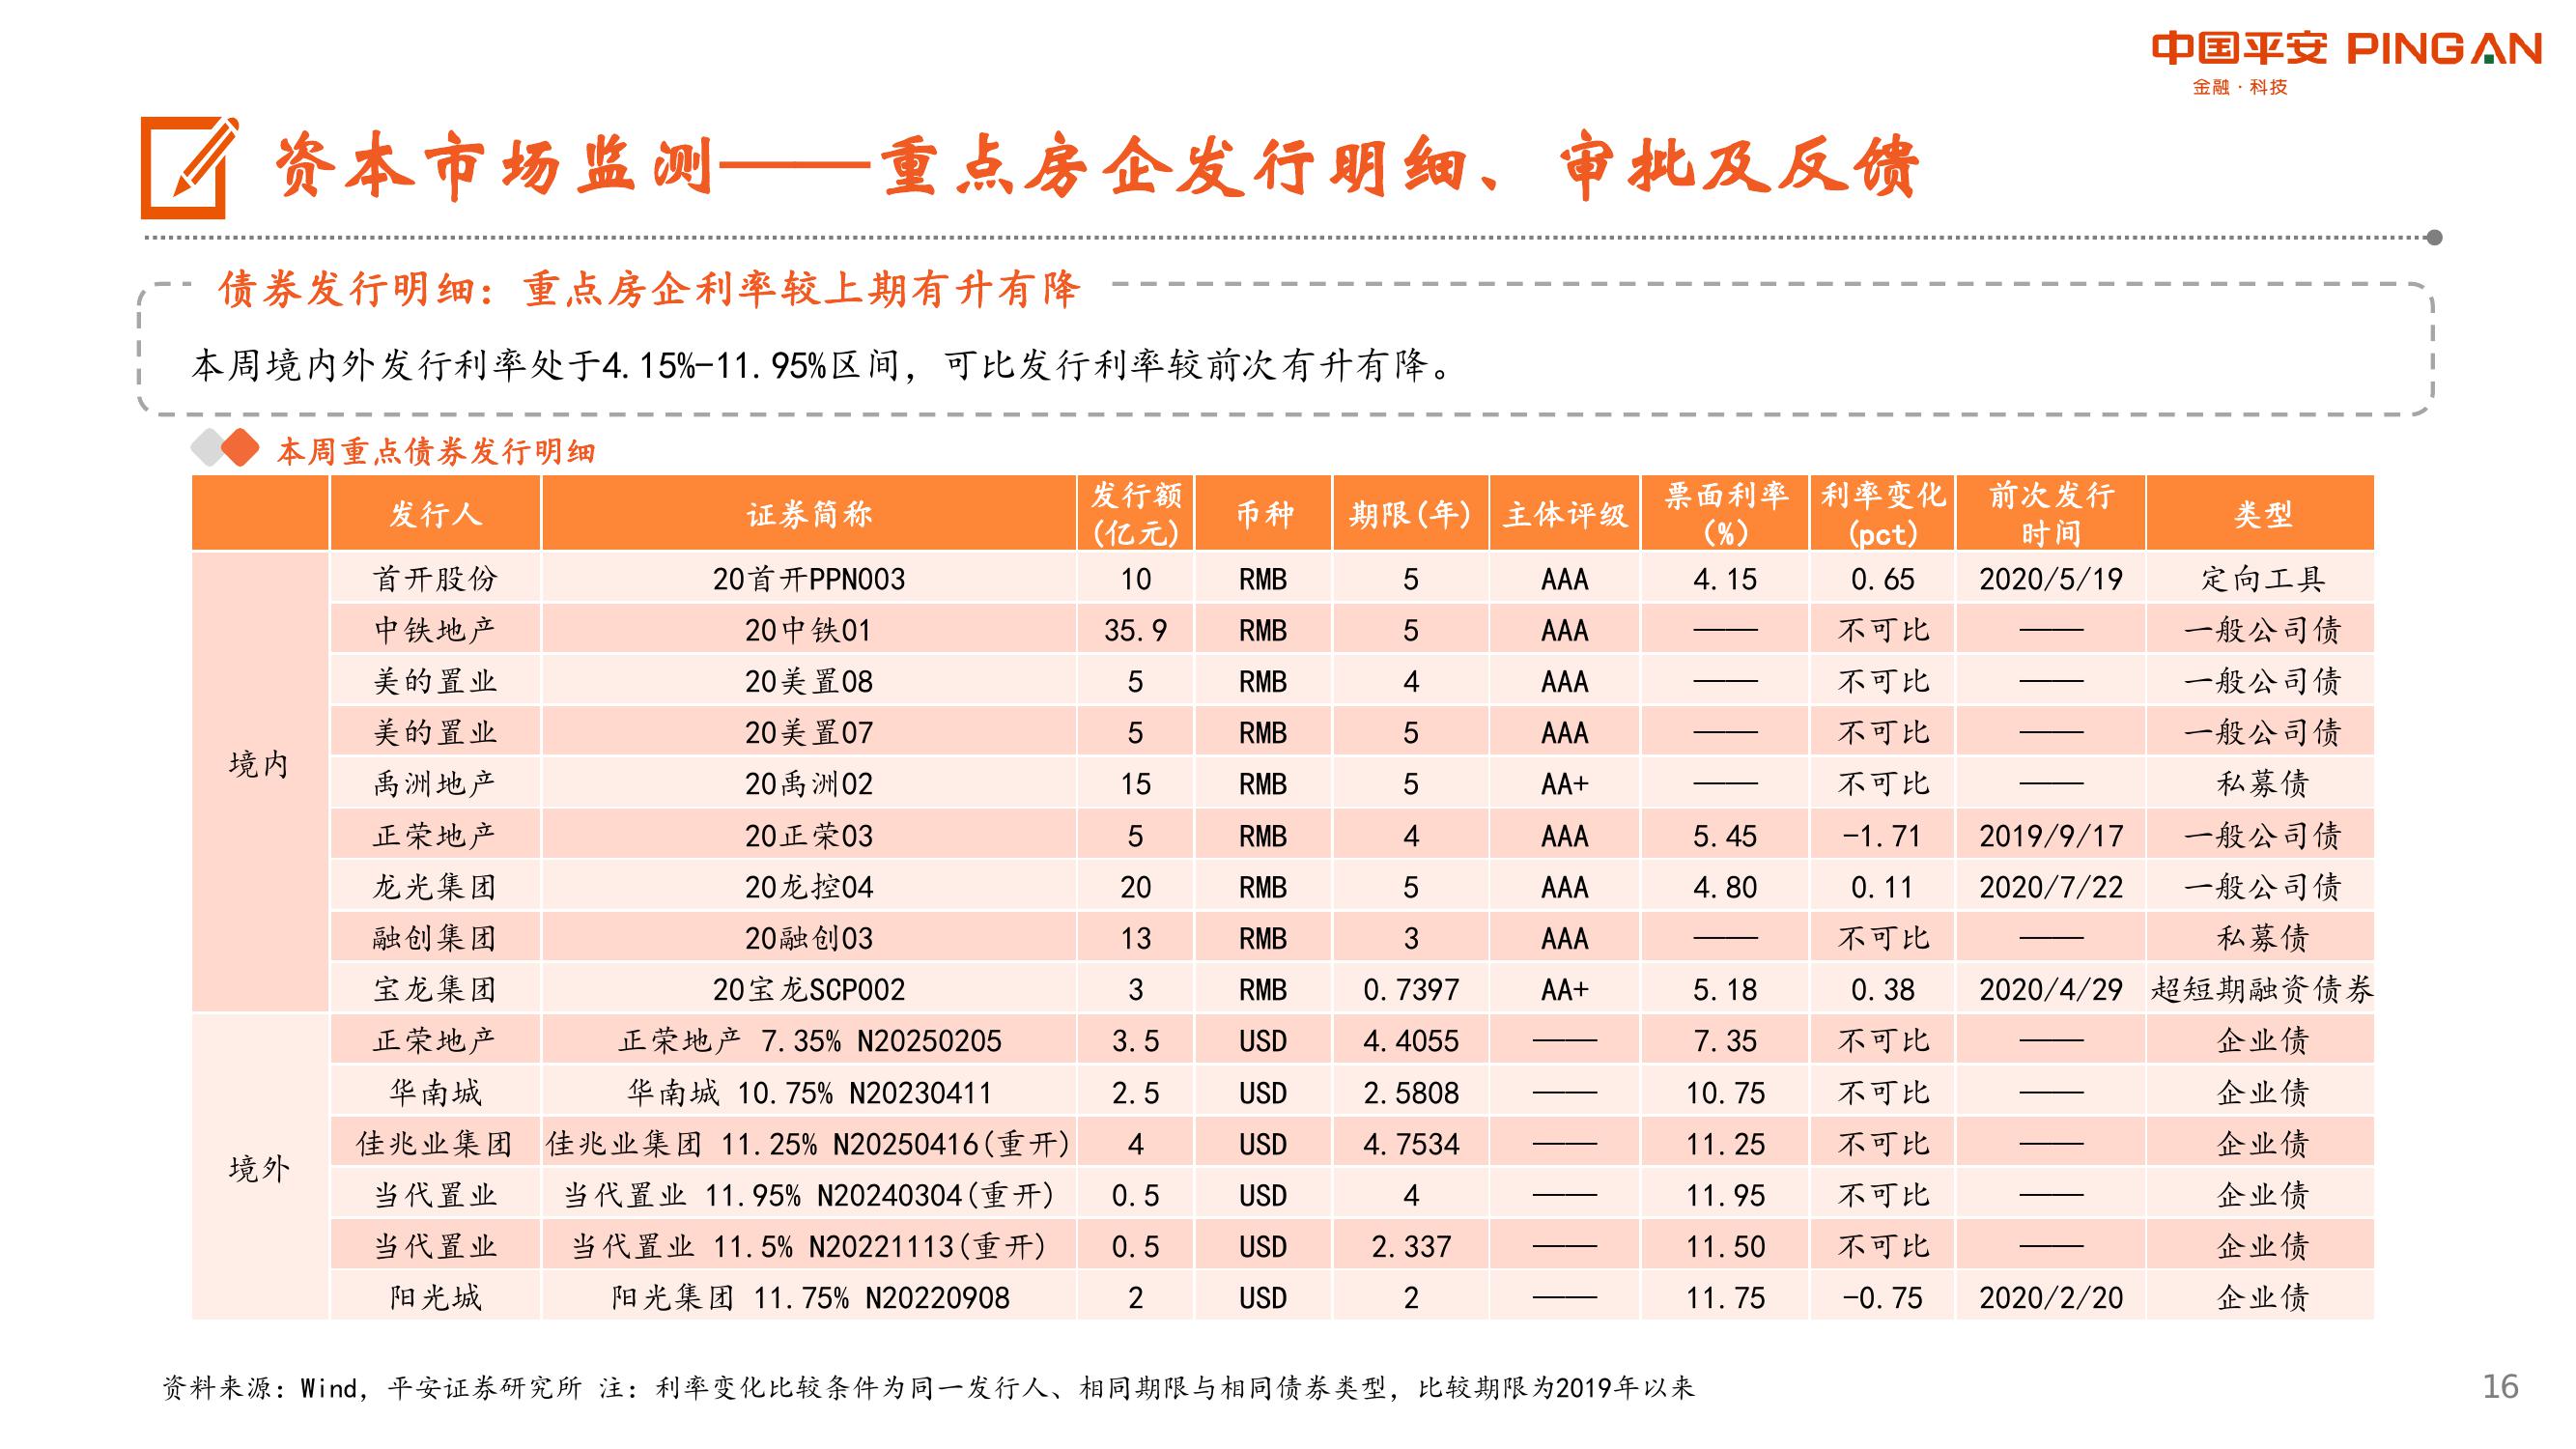 中国平安 PINGAN
金融·科技
资本市场监测——重点房企发行明细、审批及反馈
债券发行明细：重点房企利率较上期有升有降
本周境内外发行利率处于4.15%-11.95%区间，可比发行利率较前次有升有降。
本周重点债券发行明细
发行人 证券简称 发行额(亿元) 币种 期限(年) 主体评级 票面利率(%) 利率变化(pct) 前次发行时间 类型
境内
首开股份 20首开PPN003 10 RMB 5 AAA 4.15 0.65 2020/5/19 定向工具
中铁地产 20中铁01 35.9 RMB 5 AAA —— 不可比 —— 一般公司债
美的置业 20美置08 5 RMB 4 AAA —— 不可比 —— 一般公司债
美的置业 20美置07 5 RMB 5 AAA —— 不可比 —— 一般公司债
禹洲地产 20禹洲02 15 RMB 5 AA+ —— 不可比 —— 私募债
正荣地产 20正荣03 5 RMB 4 AAA 5.45 -1.71 2019/9/17 一般公司债
龙光集团 20龙控04 20 RMB 5 AAA 4.80 0.11 2020/7/22 一般公司债
融创集团 20融创03 13 RMB 3 AAA —— 不可比 —— 私募债
宝龙集团 20宝龙SCP002 3 RMB 0.7397 AA+ 5.18 0.38 2020/4/29 超短期融资债券
境外
正荣地产 正荣地产 7.35% N20250205 3.5 USD 4.4055 —— 7.35 不可比 —— 企业债
华南城 华南城 10.75% N20230411 2.5 USD 2.5808 —— 10.75 不可比 —— 企业债
佳兆业集团 佳兆业集团 11.25% N20250416(重开) 4 USD 4.7534 —— 11.25 不可比 —— 企业债
当代置业 当代置业 11.95% N20240304(重开) 0.5 USD 4 —— 11.95 不可比 —— 企业债
当代置业 当代置业 11.5% N20221113(重开) 0.5 USD 2.337 —— 11.50 不可比 —— 企业债
阳光城 阳光集团 11.75% N20220908 2 USD 2 —— 11.75 -0.75 2020/2/20 企业债
资料来源：Wind，平安证券研究所 注：利率变化比较条件为同一发行人、相同期限与相同债券类型，比较期限为2019年以来
16